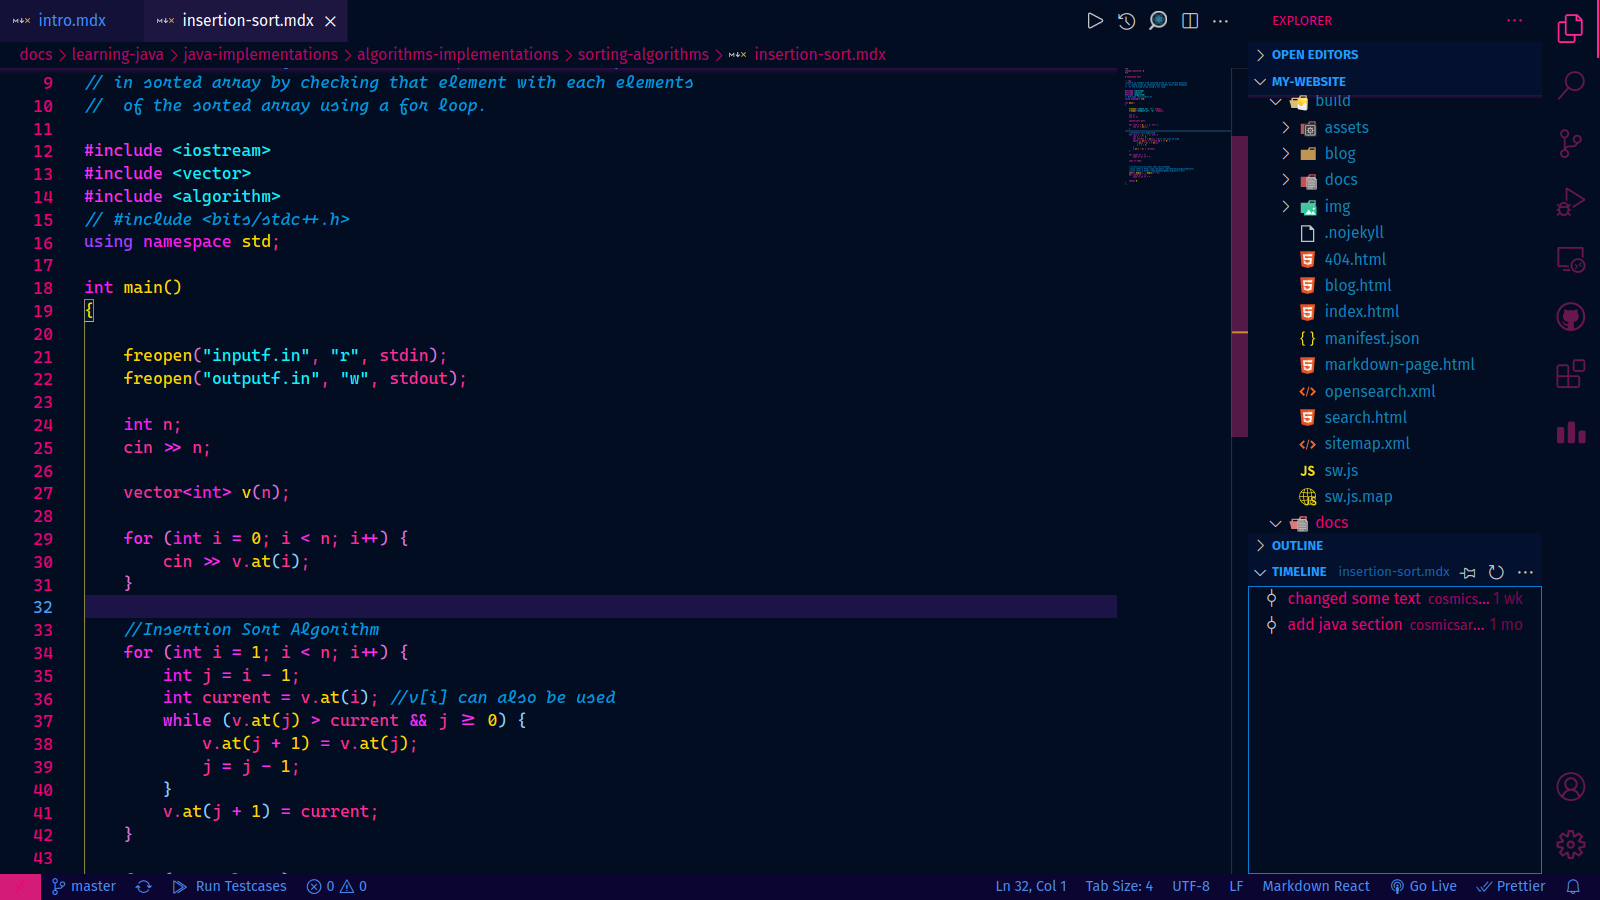 intro.mdx
insertion-sort.mdx
docs > learning-java > java-implementations > algorithms-implementations > sorting-algorithms > insertion-sort.mdx
9 // in sorted array by checking that element with each elements
10 //  of the sorted array using a for loop.
11
12 #include <iostream>
13 #include <vector>
14 #include <algorithm>
15 // #include <bits/stdc++.h>
16 using namespace std;
17
18 int main()
19 {
20
21     freopen("inputf.in", "r", stdin);
22     freopen("outputf.in", "w", stdout);
23
24     int n;
25     cin >> n;
26
27     vector<int> v(n);
28
29     for (int i = 0; i < n; i++) {
30         cin >> v.at(i);
31     }
32
33     //Insertion Sort Algorithm
34     for (int i = 1; i < n; i++) {
35         int j = i - 1;
36         int current = v.at(i); //v[i] can also be used
37         while (v.at(j) > current && j >= 0) {
38             v.at(j + 1) = v.at(j);
39             j = j - 1;
40         }
41         v.at(j + 1) = current;
42     }
43
EXPLORER
OPEN EDITORS
MY-WEBSITE
build
assets
blog
docs
img
.nojekyll
404.html
blog.html
index.html
manifest.json
markdown-page.html
opensearch.xml
search.html
sitemap.xml
JS sw.js
sw.js.map
docs
OUTLINE
TIMELINE insertion-sort.mdx
changed some text cosmics... 1 wk
add java section cosmicsar... 1 mo
master Run Testcases 0 0 Ln 32, Col 1 Tab Size: 4 UTF-8 LF Markdown React Go Live Prettier